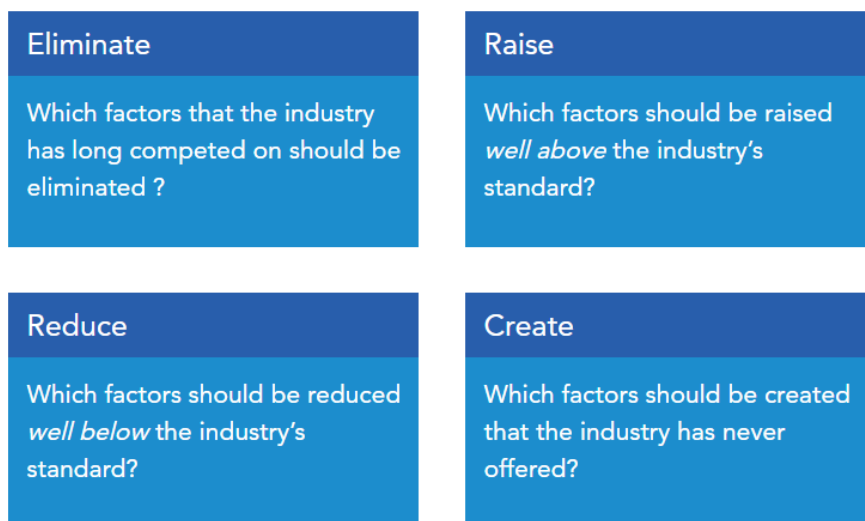 Eliminate
Which factors that the industry
has long competed on should be
eliminated ?
Raise
Which factors should be raised
well above the industry's
standard?
Reduce
Which factors should be reduced
well below the industry's
standard?
Create
Which factors should be created
that the industry has never
offered?